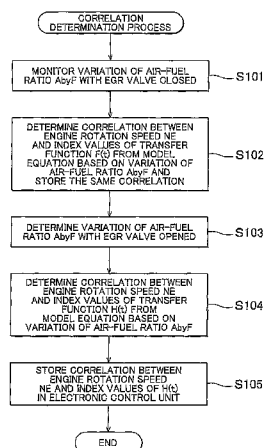 CORRELATION
DETERMINATION PROCESS
MONITOR VARIATION OF AIR-FUEL
RATIO AbyF WITH EGR VALVE CLOSED
S101
DETERMINE CORRELATION BETWEEN
ENGINE ROTATION SPEED NE
AND INDEX VALUES OF TRANSFER
FUNCTION F(t) FROM MODEL
EQUATION BASED ON VARIATION OF
AIR-FUEL RATIO AbyF AND
STORE THE SAME CORRELATION
S102
DETERMINE VARIATION OF AIR-FUEL
RATIO AbyF WITH EGR VALVE OPENED
S103
DETERMINE CORRELATION BETWEEN
ENGINE ROTATION SPEED NE
AND INDEX VALUES OF TRANSFER
FUNCTION H(t) FROM
MODEL EQUATION BASED ON
VARIATION OF AIR-FUEL RATIO AbyF
S104
STORE CORRELATION BETWEEN
ENGINE ROTATION SPEED
NE AND INDEX VALUES OF H(t)
IN ELECTRONIC CONTROL UNIT
S105
END